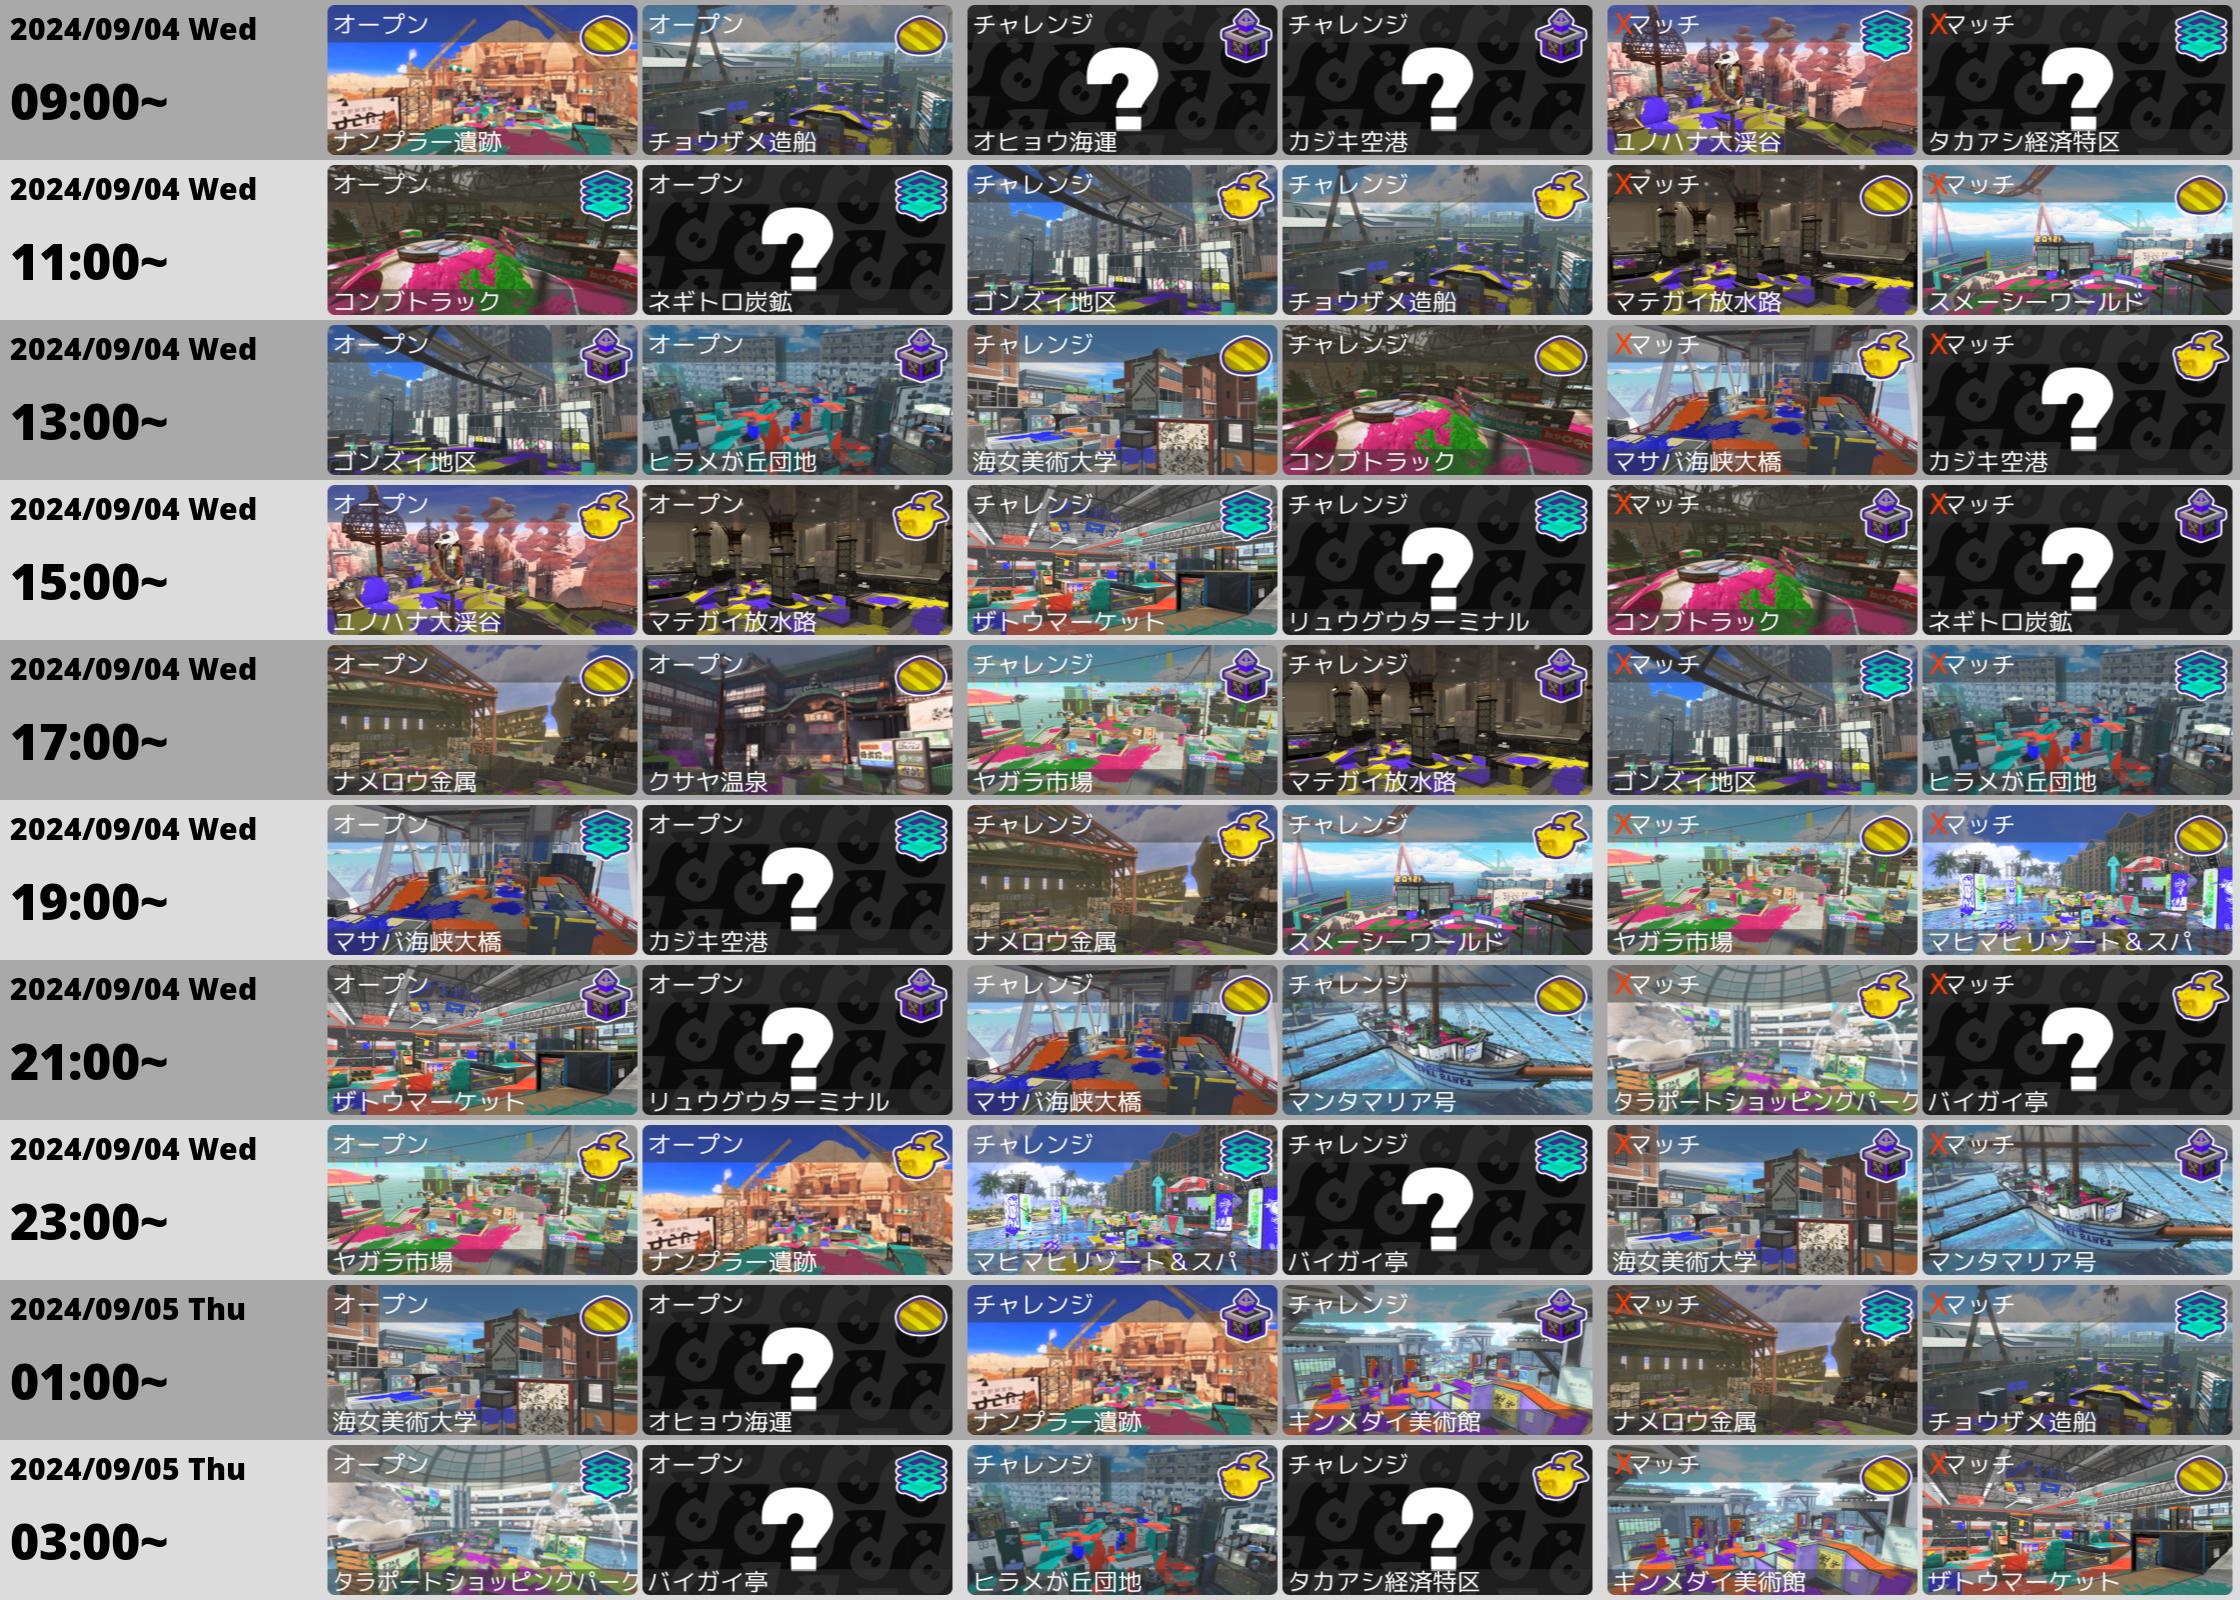 2024/09/04 Wed
09:00~
オープン
ナンプラー遺跡
オープン
チョウザメ造船
チャレンジ
?
オヒョウ海運
チャレンジ
?
カジキ空港
Xマッチ
ユノハナ大渓谷
Xマッチ
?
タカアシ経済特区
2024/09/04 Wed
11:00~
オープン
コンブトラック
オープン
?
ネギトロ炭鉱
チャレンジ
ゴンズイ地区
チャレンジ
チョウザメ造船
Xマッチ
マテガイ放水路
Xマッチ
スメーシーワールド
2024/09/04 Wed
13:00~
オープン
ゴンズイ地区
オープン
ヒラメが丘団地
チャレンジ
海女美術大学
チャレンジ
コンブトラック
Xマッチ
マサバ海峡大橋
Xマッチ
?
カジキ空港
2024/09/04 Wed
15:00~
オープン
ユノハナ大渓谷
オープン
マテガイ放水路
チャレンジ
ザトウマーケット
チャレンジ
?
リュウグウターミナル
Xマッチ
コンブトラック
Xマッチ
?
ネギトロ炭鉱
2024/09/04 Wed
17:00~
オープン
ナメロウ金属
オープン
クサヤ温泉
チャレンジ
ヤガラ市場
チャレンジ
マテガイ放水路
Xマッチ
ゴンズイ地区
Xマッチ
ヒラメが丘団地
2024/09/04 Wed
19:00~
オープン
マサバ海峡大橋
オープン
?
カジキ空港
チャレンジ
ナメロウ金属
チャレンジ
スメーシーワールド
Xマッチ
ヤガラ市場
Xマッチ
マヒマヒリゾート＆スパ
2024/09/04 Wed
21:00~
オープン
ザトウマーケット
オープン
?
リュウグウターミナル
チャレンジ
マサバ海峡大橋
チャレンジ
マンタマリア号
Xマッチ
タラポートショッピングパーク
Xマッチ
?
バイガイ亭
2024/09/04 Wed
23:00~
オープン
ヤガラ市場
オープン
ナンプラー遺跡
チャレンジ
マヒマヒリゾート＆スパ
チャレンジ
?
バイガイ亭
Xマッチ
海女美術大学
Xマッチ
マンタマリア号
2024/09/05 Thu
01:00~
オープン
海女美術大学
オープン
?
オヒョウ海運
チャレンジ
ナンプラー遺跡
チャレンジ
キンメダイ美術館
Xマッチ
ナメロウ金属
Xマッチ
チョウザメ造船
2024/09/05 Thu
03:00~
オープン
タラポートショッピングパーク
オープン
?
バイガイ亭
チャレンジ
ヒラメが丘団地
チャレンジ
?
タカアシ経済特区
Xマッチ
キンメダイ美術館
Xマッチ
ザトウマーケット